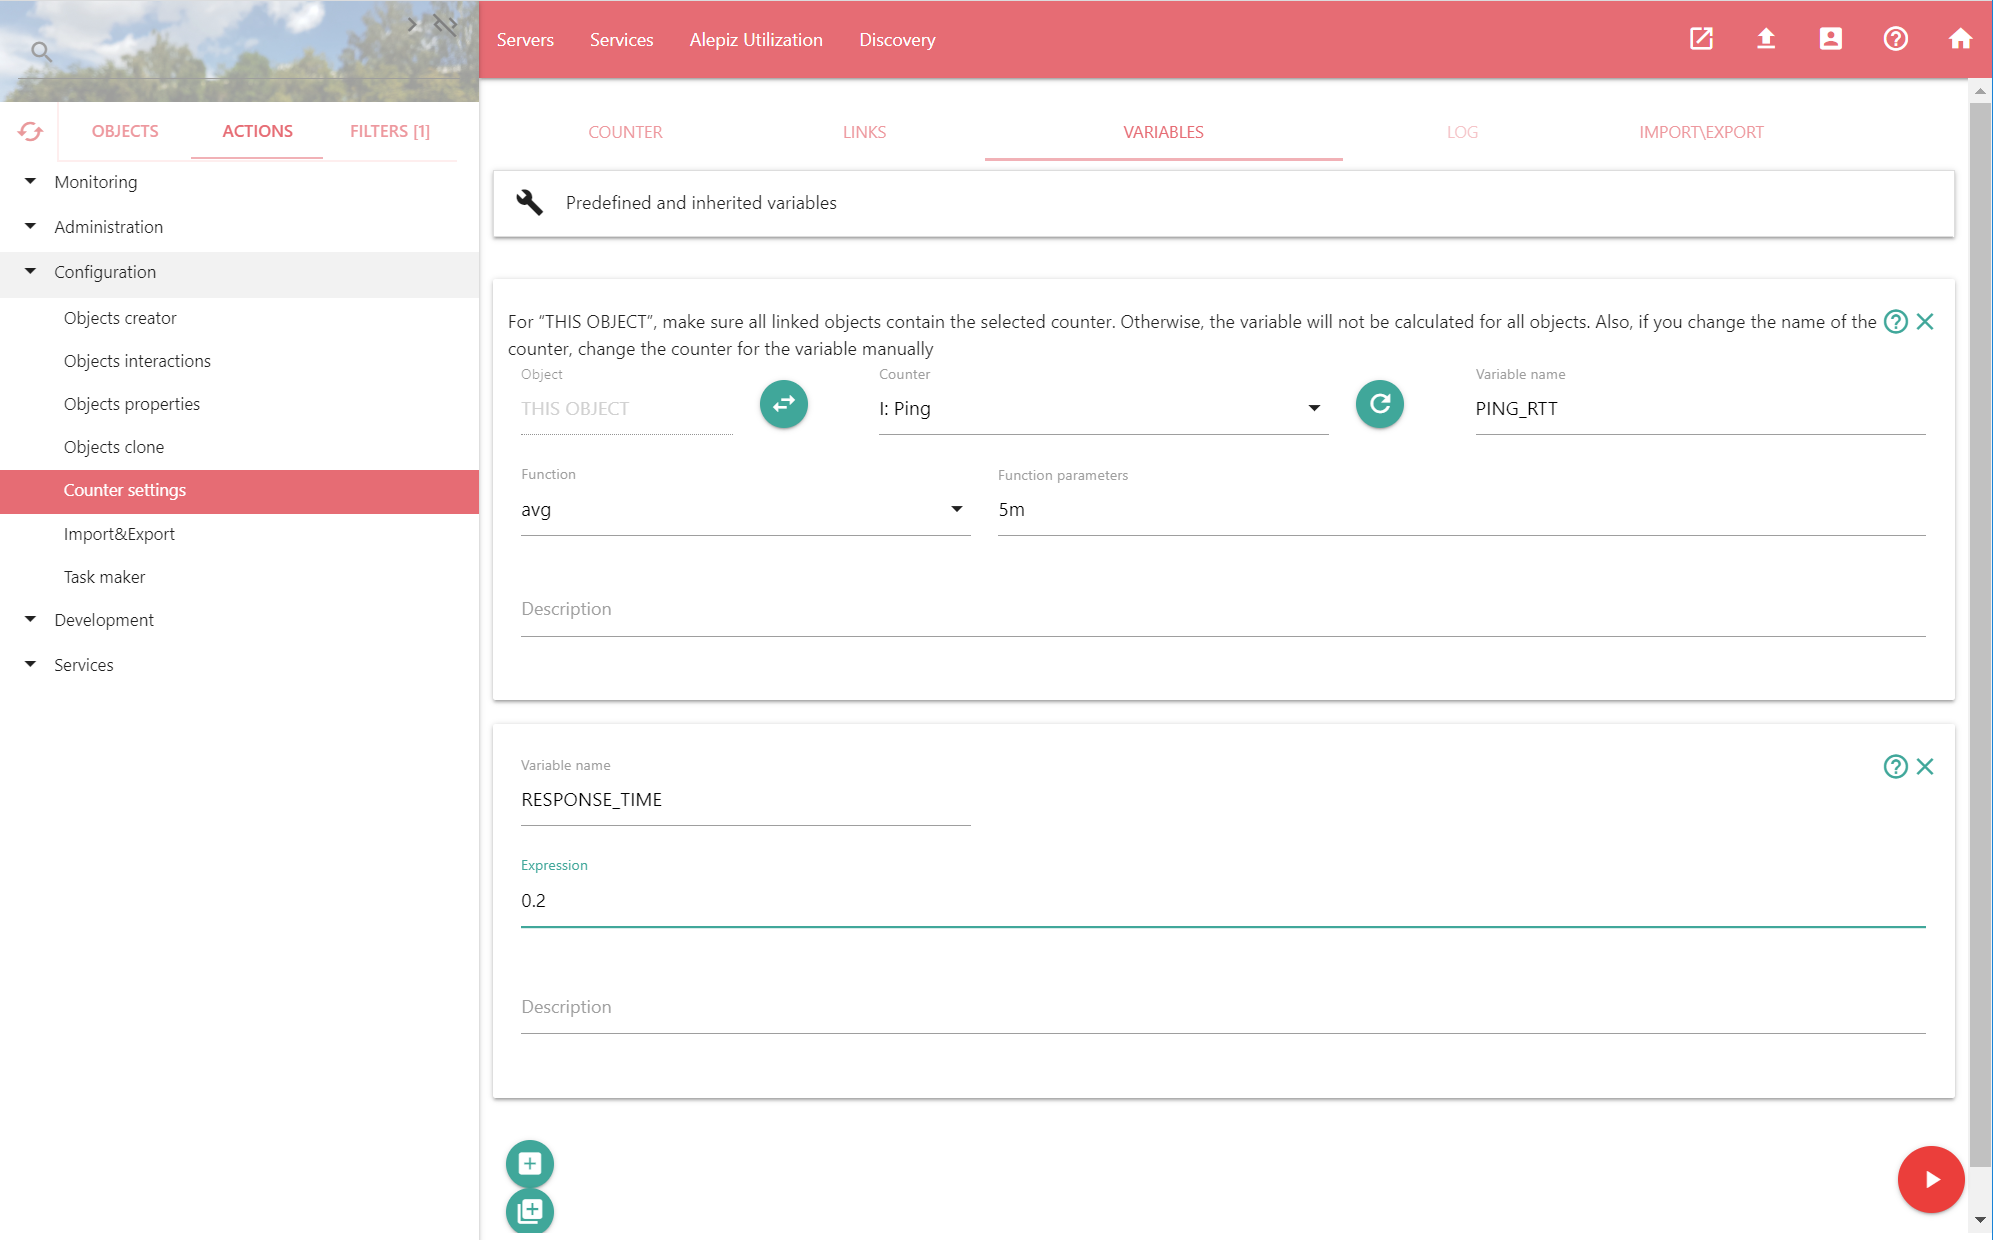 Servers Services Alepiz Utilization Discovery
OBJECTS ACTIONS FILTERS [1]
Monitoring
Administration
Configuration
Objects creator
Objects interactions
Objects properties
Objects clone
Counter settings
Import&Export
Task maker
Development
Services
COUNTER LINKS VARIABLES LOG IMPORT\EXPORT
Predefined and inherited variables
For “THIS OBJECT”, make sure all linked objects contain the selected counter. Otherwise, the variable will not be calculated for all objects. Also, if you change the name of the
counter, change the counter for the variable manually
Object Counter Variable name
THIS OBJECT I: Ping PING_RTT
Function Function parameters
avg 5m
Description
Variable name
RESPONSE_TIME
Expression
0.2
Description